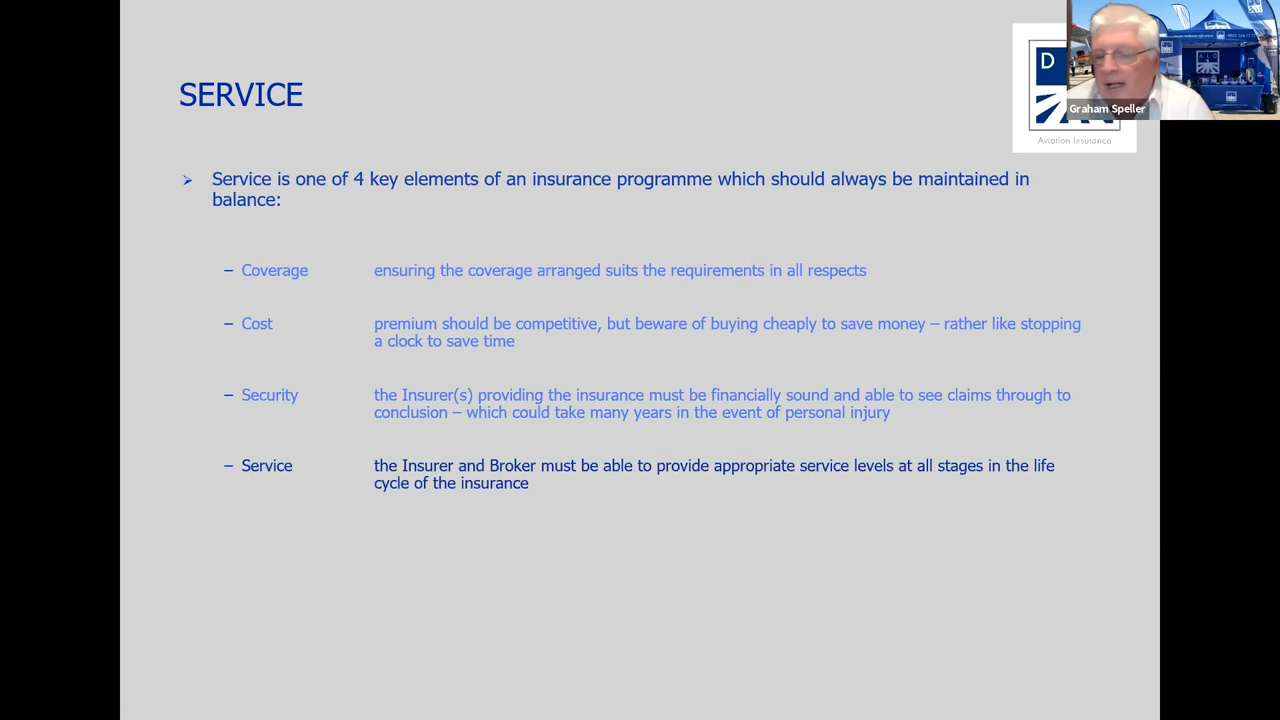 SERVICE
D
Graham Speller
Aviation Insurance
➢ Service is one of 4 key elements of an insurance programme which should always be maintained in
balance:
– Coverage ensuring the coverage arranged suits the requirements in all respects
– Cost premium should be competitive, but beware of buying cheaply to save money – rather like stopping
a clock to save time
– Security the Insurer(s) providing the insurance must be financially sound and able to see claims through to
conclusion – which could take many years in the event of personal injury
– Service the Insurer and Broker must be able to provide appropriate service levels at all stages in the life
cycle of the insurance